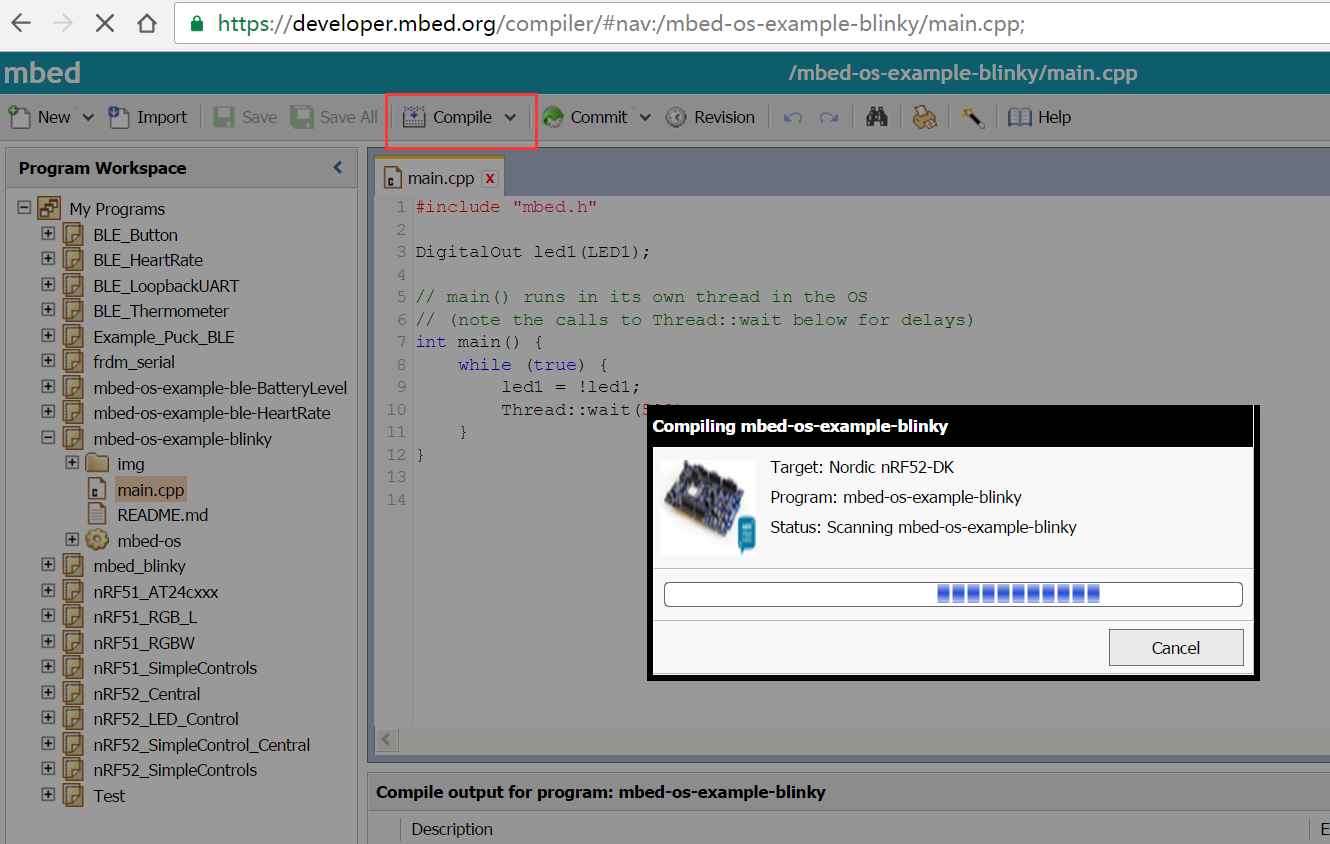 https://developer.mbed.org/compiler/#nav:/mbed-os-example-blinky/main.cpp;
mbed
/mbed-os-example-blinky/main.cpp
New Import Save Save All Compile Commit Revision Help
Program Workspace
My Programs
BLE_Button
BLE_HeartRate
BLE_LoopbackUART
BLE_Thermometer
Example_Puck_BLE
frdm_serial
mbed-os-example-ble-BatteryLevel
mbed-os-example-ble-HeartRate
mbed-os-example-blinky
img
main.cpp
README.md
mbed-os
mbed_blinky
nRF51_AT24cxxx
nRF51_RGB_L
nRF51_RGBW
nRF51_SimpleControls
nRF52_Central
nRF52_LED_Control
nRF52_SimpleControl_Central
nRF52_SimpleControls
Test
main.cpp x
1 #include "mbed.h"
2
3 DigitalOut led1(LED1);
4
5 // main() runs in its own thread in the OS
6 // (note the calls to Thread::wait below for delays)
7 int main() {
8 while (true) {
9 led1 = !led1;
10 Thread::wait(
11 }
12 }
13
14
Compiling mbed-os-example-blinky
Target: Nordic nRF52-DK
Program: mbed-os-example-blinky
Status: Scanning mbed-os-example-blinky
Cancel
Compile output for program: mbed-os-example-blinky
Description